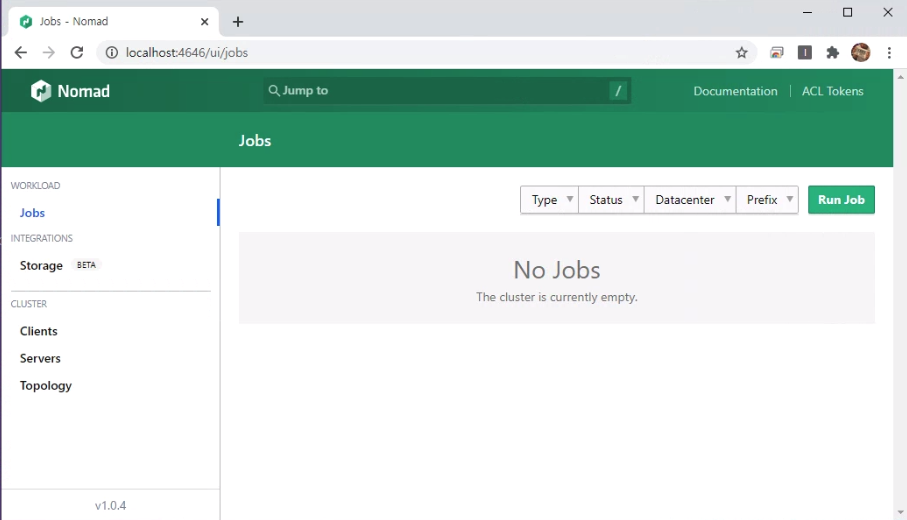 Jobs - Nomad
localhost:4646/ui/jobs
Nomad
Jump to
/
Documentation
ACL Tokens
Jobs
WORKLOAD
Jobs
INTEGRATIONS
Storage BETA
CLUSTER
Clients
Servers
Topology
v1.0.4
Type
Status
Datacenter
Prefix
Run Job
No Jobs
The cluster is currently empty.